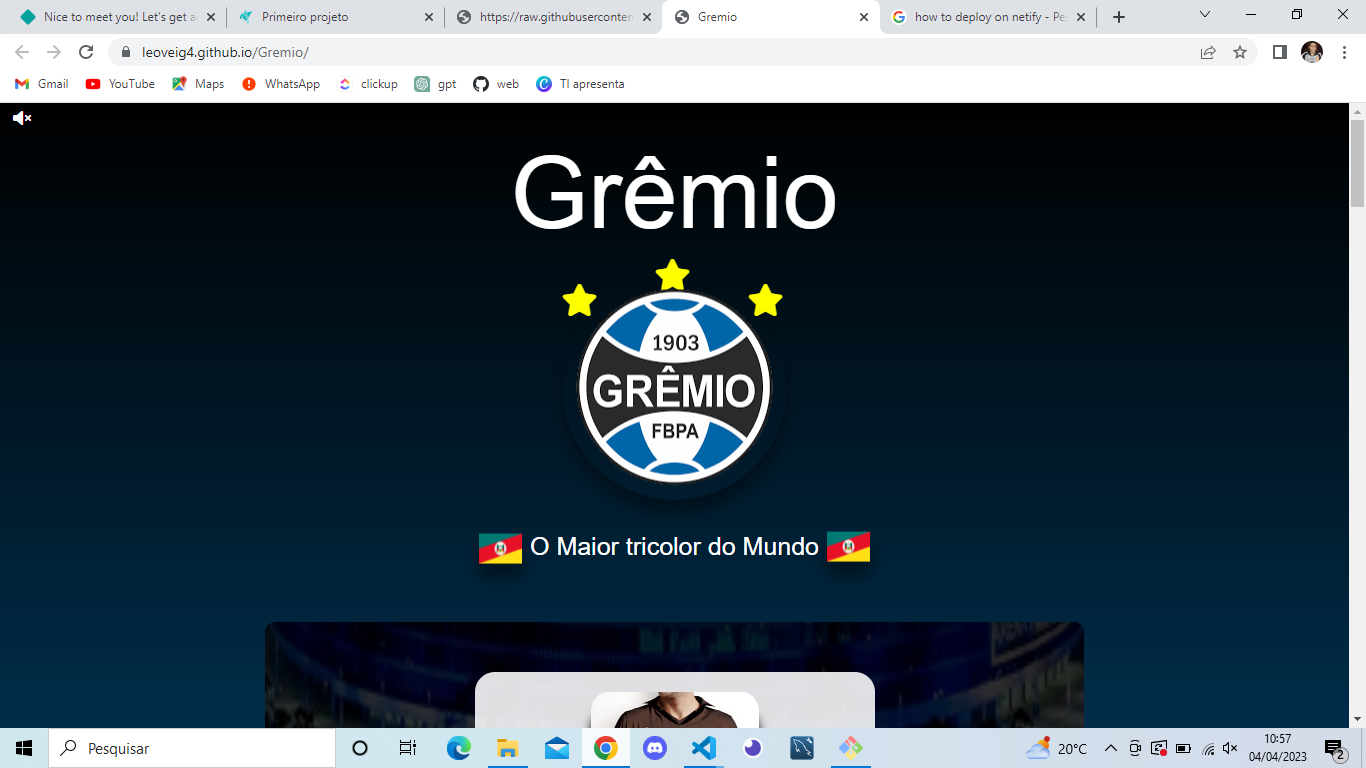 Nice to meet you! Let's get a
Primeiro projeto
https://raw.githubuserconten
Gremio
how to deploy on netify - Pe
leoveig4.github.io/Gremio/
Gmail
YouTube
Maps
WhatsApp
clickup
gpt
web
TI apresenta
Grêmio
1903
GRÊMIO
FBPA
O Maior tricolor do Mundo
Pesquisar
20°C
10:57
04/04/2023
2